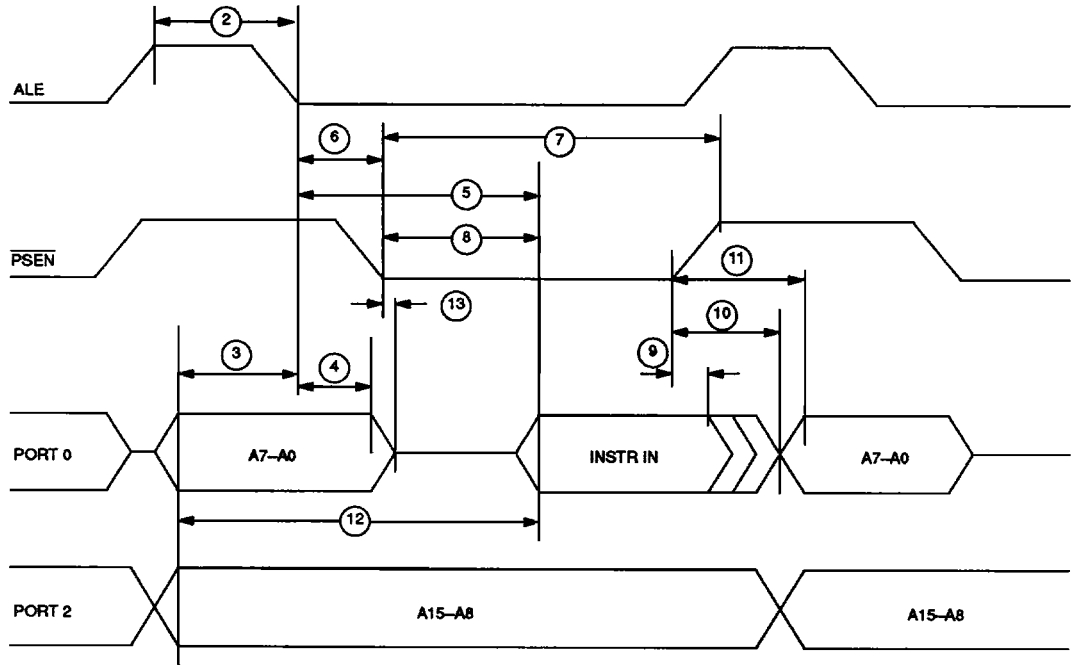 2
ALE
6
7
5
PSEN
8
11
13
10
3
4
9
PORT 0
A7–A0
INSTR IN
A7–A0
12
PORT 2
A15–A8
A15–A8